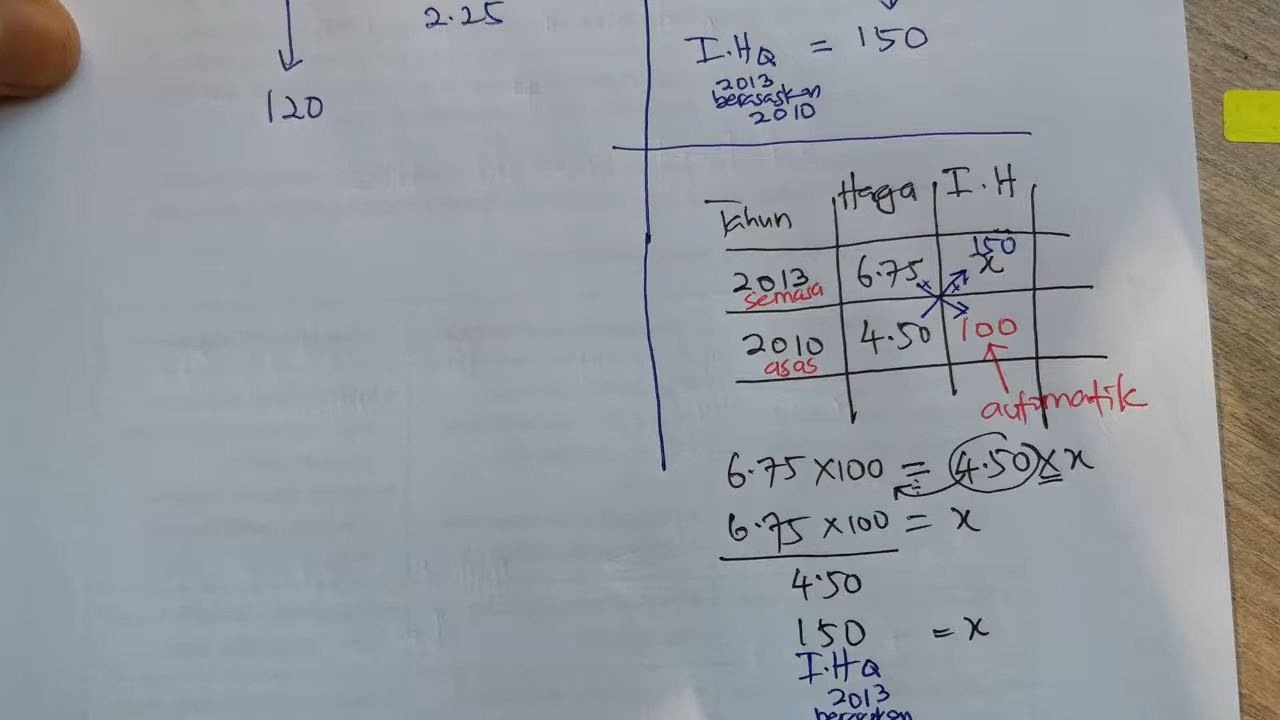 2.25
120
I.HQ = 150
2013
berasaskan
2010
Tahun Harga I.H
150
2013 6.75 x
semasa
2010 4.50 100
asas
automatik
6.75 × 100 = 4.50 × x
÷
6.75 × 100 = x
4.50
150 = x
I.HQ
2013
berasaskan